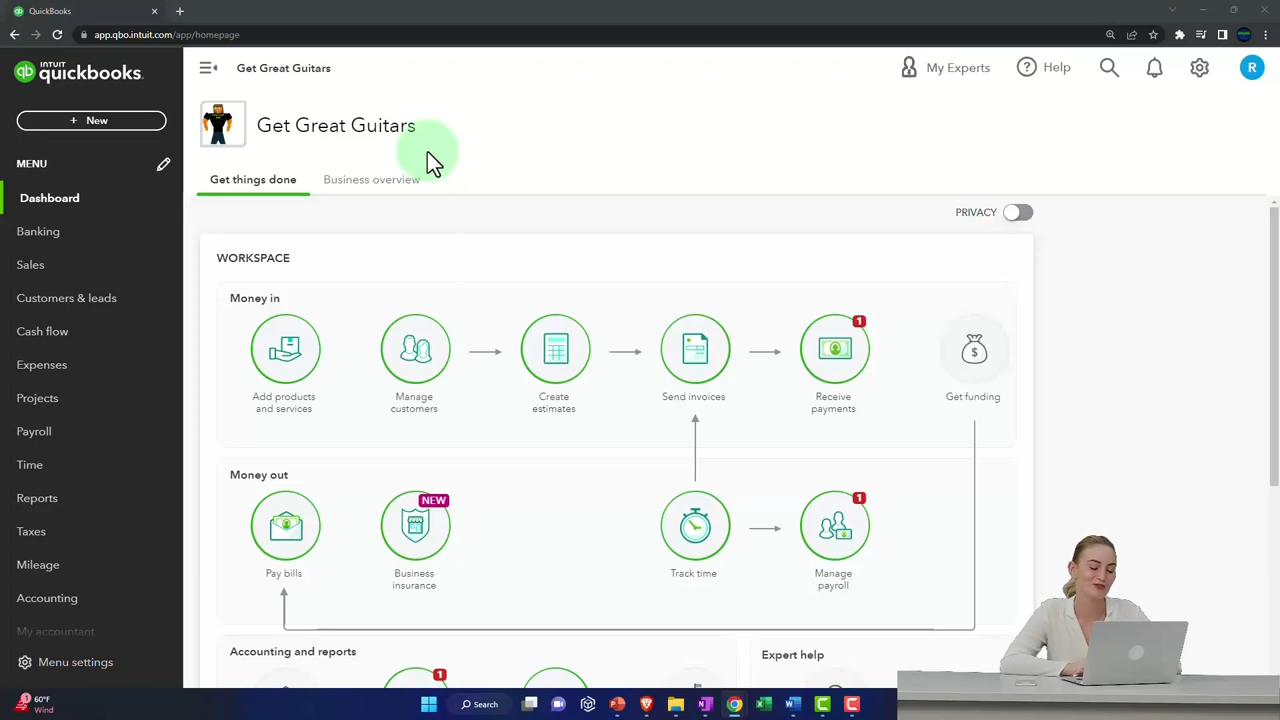 QuickBooks
app.qbo.intuit.com/app/homepage
INTUIT
quickbooks.
Get Great Guitars
My Experts
Help
R
+ New
Get Great Guitars
MENU
Get things done
Business overview
Dashboard
PRIVACY
Banking
Sales
Customers & leads
Cash flow
Expenses
Projects
Payroll
Time
Reports
Taxes
Mileage
Accounting
My accountant
Menu settings
WORKSPACE
Money in
1
Add products
and services
Manage
customers
Create
estimates
Send invoices
Receive
payments
Get funding
Money out
NEW
1
Pay bills
Business
insurance
Track time
Manage
payroll
Accounting and reports
1
Expert help
60°F
Wind
Search